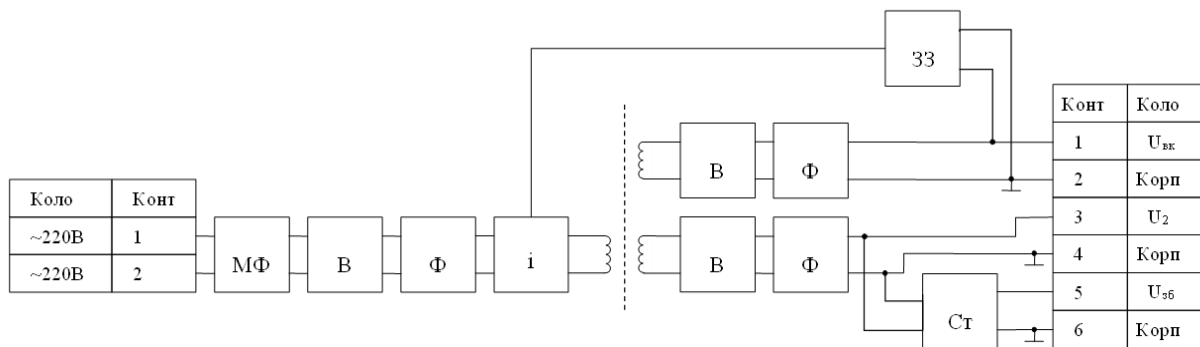 ЗЗ
Конт Коло
1 Uвк
В Ф
2 Корп
Коло Конт
3 U2
~220В 1
МФ В Ф і В Ф
4 Корп
~220В 2
5 Uзб
Ст
6 Корп